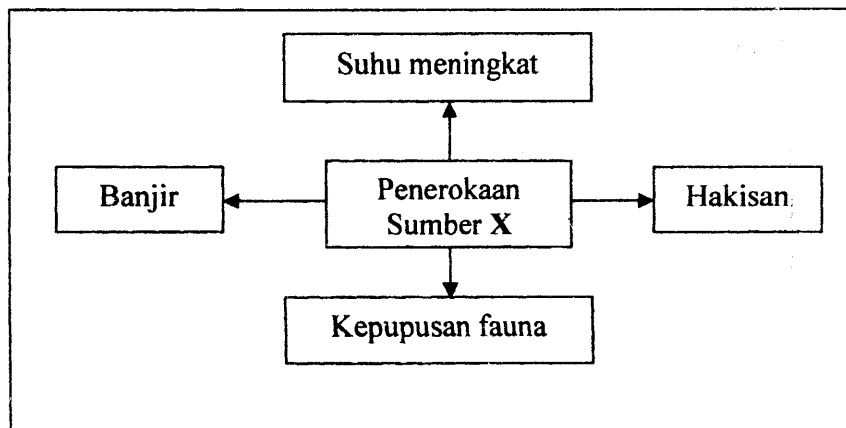 Suhu meningkat
Banjir
Penerokaan
Sumber X
Hakisan
Kepupusan fauna